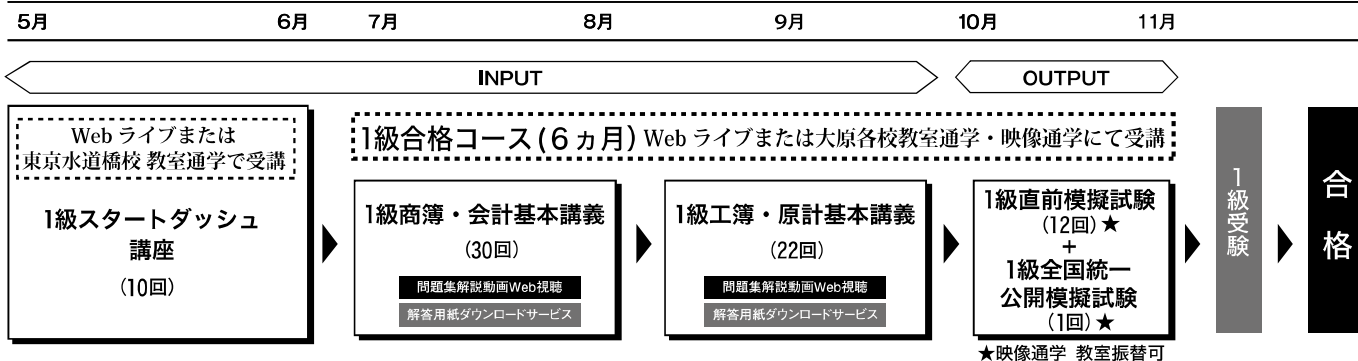 5月 6月 7月 8月 9月 10月 11月
INPUT
OUTPUT
Web ライブまたは
東京水道橋校 教室通学で受講
1級スタートダッシュ
講座
(10回)
1級合格コース(6ヵ月) Web ライブまたは大原各校教室通学・映像通学にて受講
1級商簿・会計基本講義
(30回)
問題集解説動画Web視聴
解答用紙ダウンロードサービス
1級工簿・原計基本講義
(22回)
問題集解説動画Web視聴
解答用紙ダウンロードサービス
1級直前模擬試験
(12回)★
+
1級全国統一
公開模擬試験
(1回)★
★映像通学 教室振替可
1級受験
合格